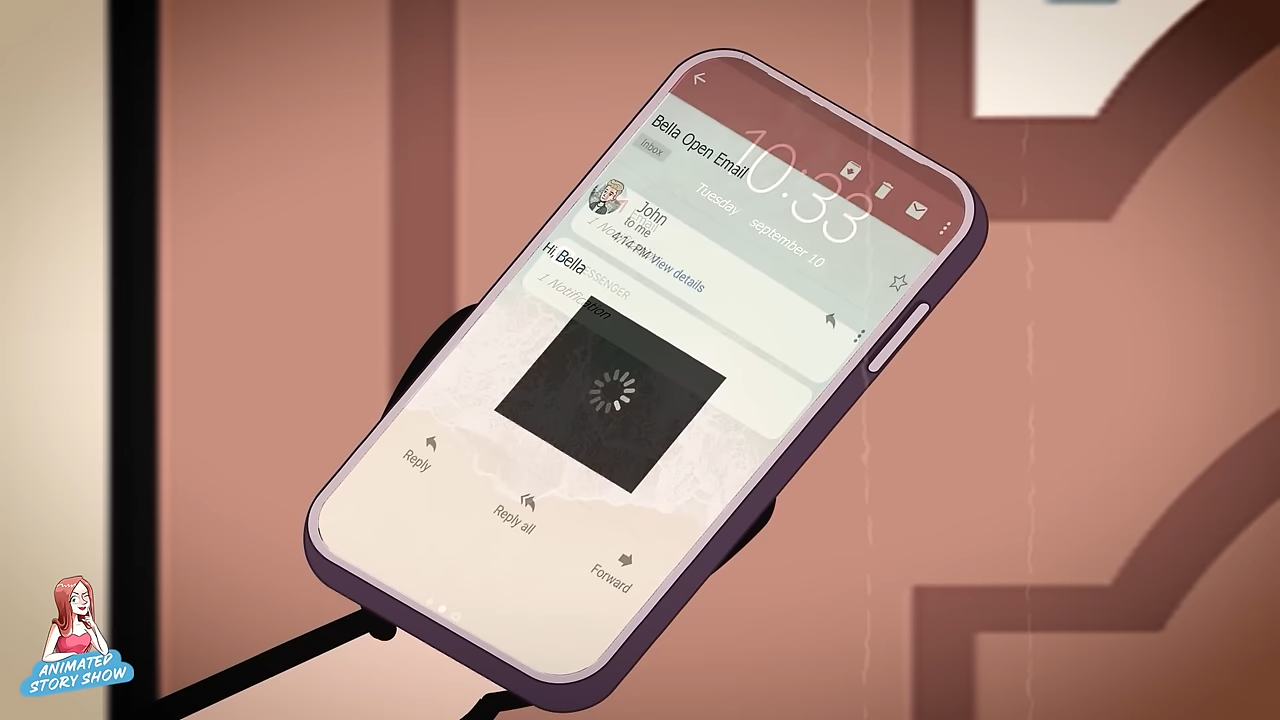 Bella Open Email
Inbox
10:33
Tuesday september 10
John
to me
4:14 PM View details
Hi, Bella
1 Notification
Reply
Reply all
Forward
ANIMATED
STORY SHOW